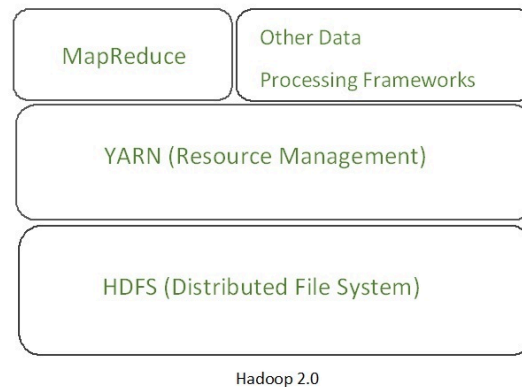 MapReduce
Other Data
Processing Frameworks
YARN (Resource Management)
HDFS (Distributed File System)
Hadoop 2.0